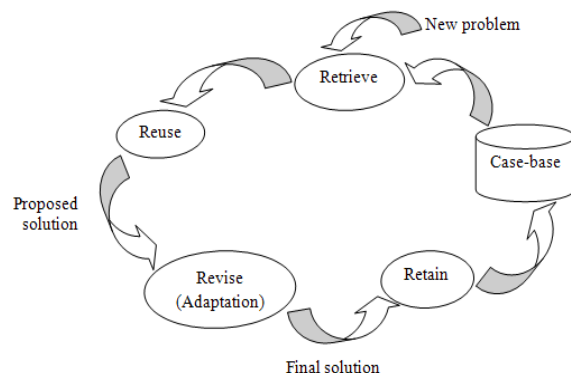 New problem
Retrieve
Reuse
Case-base
Proposed
solution
Revise
(Adaptation)
Retain
Final solution